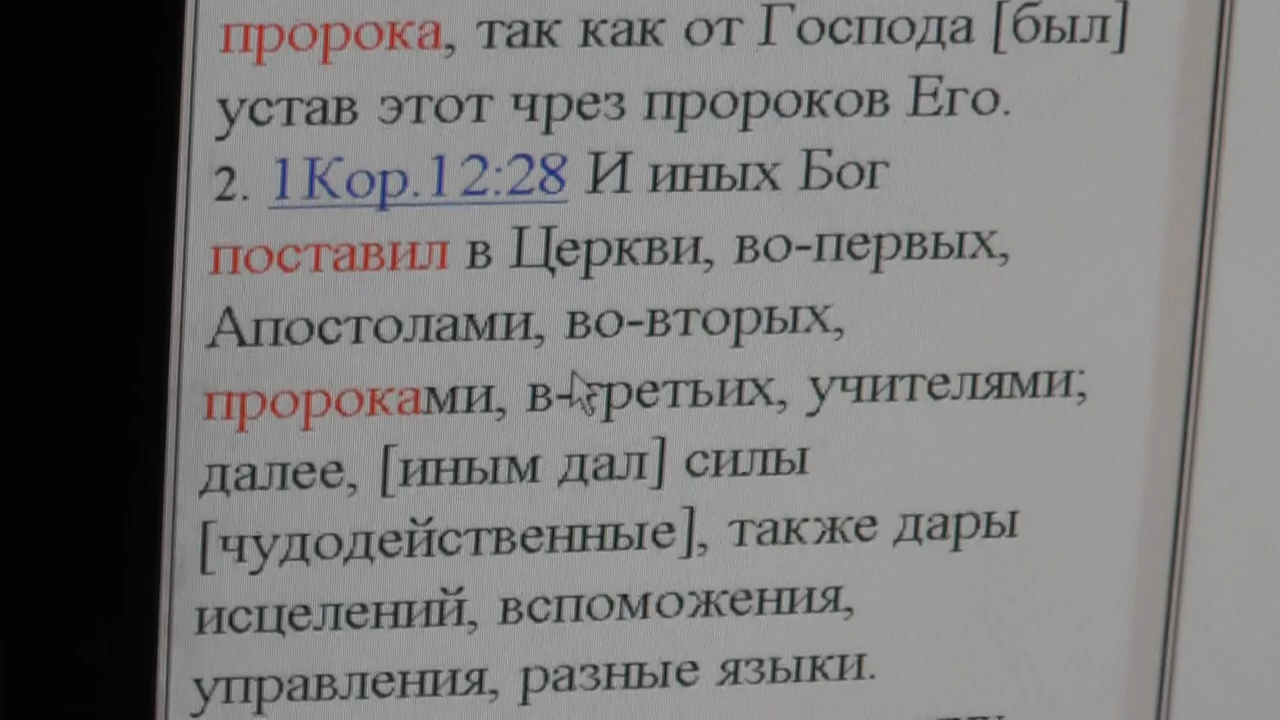 пророка, так как от Господа [был]
устав этот чрез пророков Его.
2. 1Кор.12:28 И иных Бог
поставил в Церкви, во-первых,
Апостолами, во-вторых,
пророками, в-третьих, учителями;
далее, [иным дал] силы
[чудодейственные], также дары
исцелений, вспоможения,
управления, разные языки.